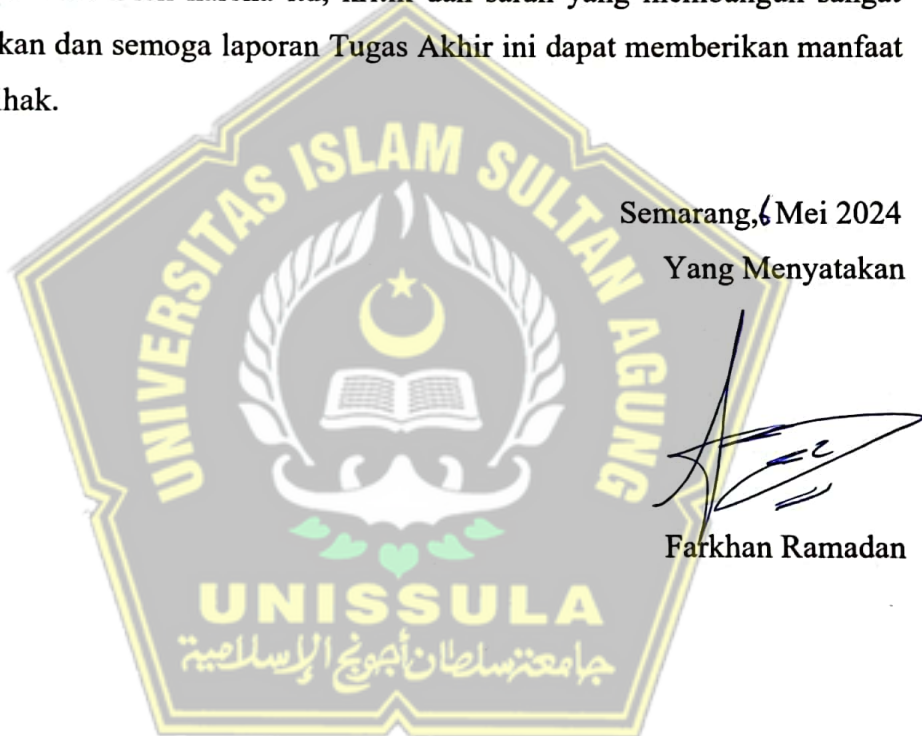 kan dan semoga laporan Tugas Akhir ini dapat memberikan manfaat
hak.
Semarang, 6 Mei 2024
Yang Menyatakan
Farkhan Ramadan
UNIVERSITAS ISLAM SULTAN AGUNG
UNISSULA
جامعة سلطان أجونج الإسلامية